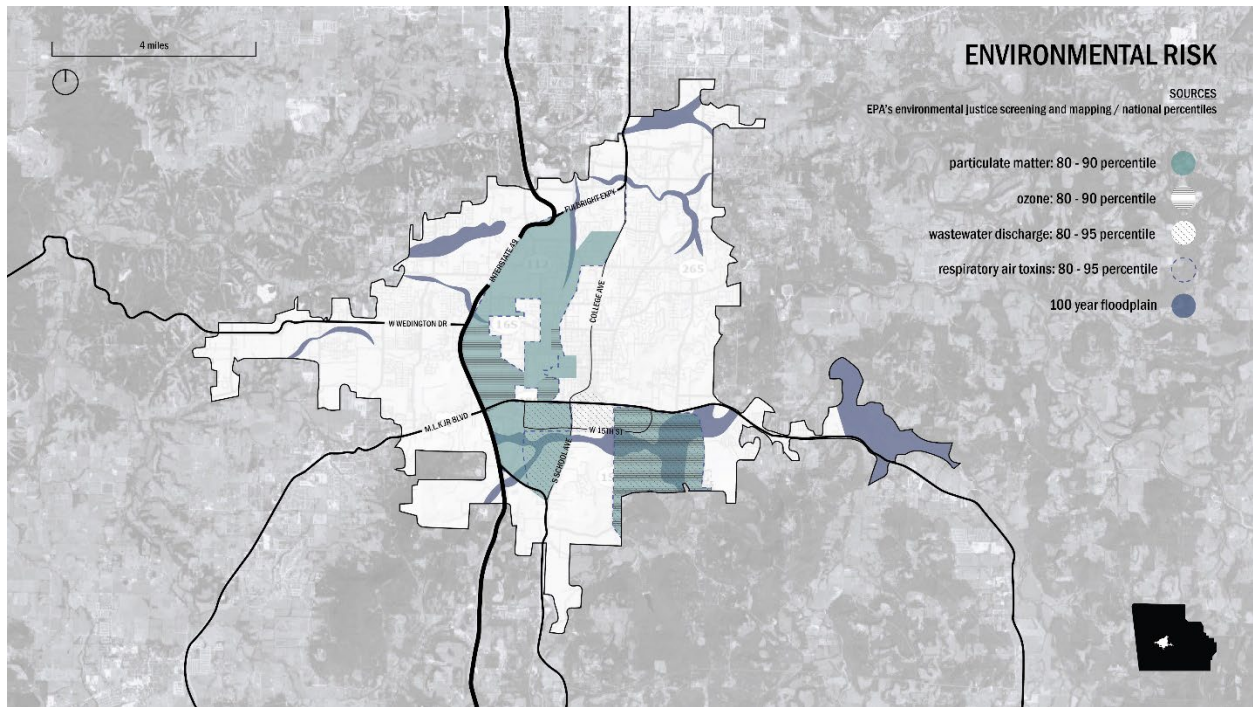 4 miles
ENVIRONMENTAL RISK
SOURCES
EPA's environmental justice screening and mapping / national percentiles
particulate matter: 80 - 90 percentile
ozone: 80 - 90 percentile
wastewater discharge: 80 - 95 percentile
respiratory air toxins: 80 - 95 percentile
100 year floodplain
FULBRIGHT EXPY
INTERSTATE 49
265
COLLEGE AVE
W WEDINGTON DR
16S
M.L.K JR BLVD
W 15TH ST
S SCHOOL AVE